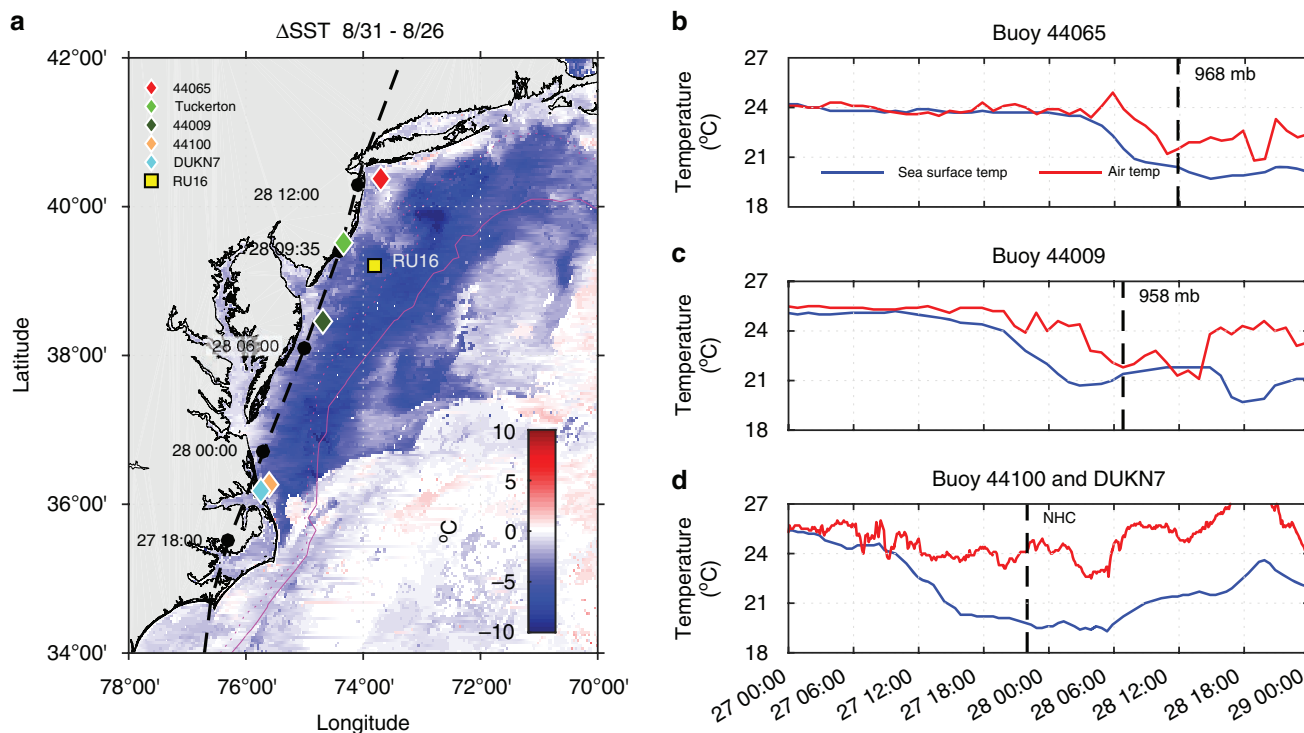 a
ΔSST 8/31 - 8/26
42°00'
40°00'
38°00'
36°00'
34°00'
Latitude
78'00°
76°00'
74°00'
72°00'
70°00'
Longitude
44065
Tuckerton
44009
44100
DUKN7
RU16
28 12:00
28 09:35
RU16
28 06:00
28 00:00
27 18:00
10
5
0
−5
−10
°C
b
Buoy 44065
27
24
21
18
Temperature
(°C)
968 mb
Sea surface temp
Air temp
c
Buoy 44009
27
24
21
18
Temperature
(°C)
958 mb
d
Buoy 44100 and DUKN7
27
24
21
18
Temperature
(°C)
NHC
27 00:00
27 06:00
27 12:00
27 18:00
28 00:00
28 06:00
28 12:00
28 18:00
29 00:00